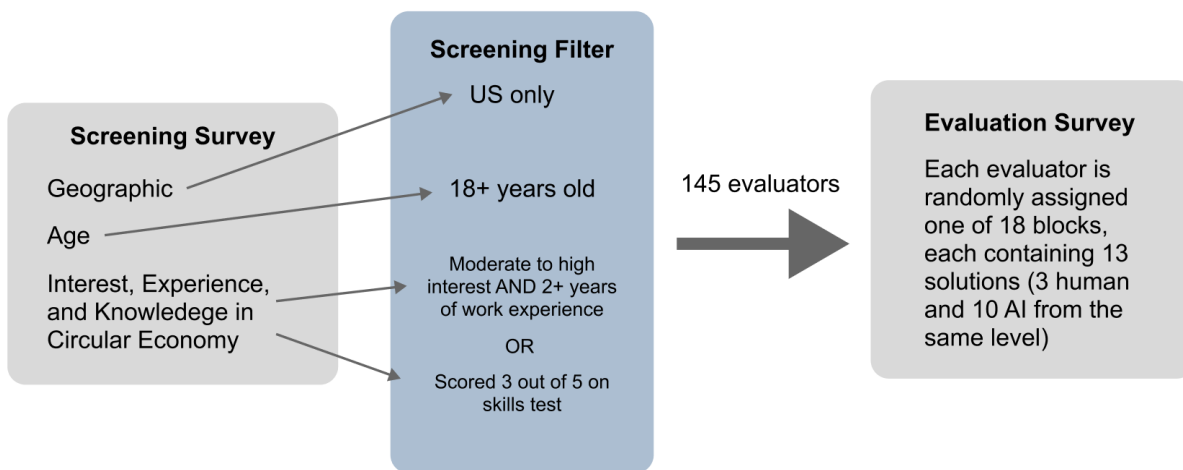 Screening Survey
Geographic
Age
Interest, Experience,
and Knowledege in
Circular Economy
Screening Filter
US only
18+ years old
Moderate to high
interest AND 2+ years
of work experience
OR
Scored 3 out of 5 on
skills test
145 evaluators
Evaluation Survey
Each evaluator is
randomly assigned
one of 18 blocks,
each containing 13
solutions (3 human
and 10 AI from the
same level)